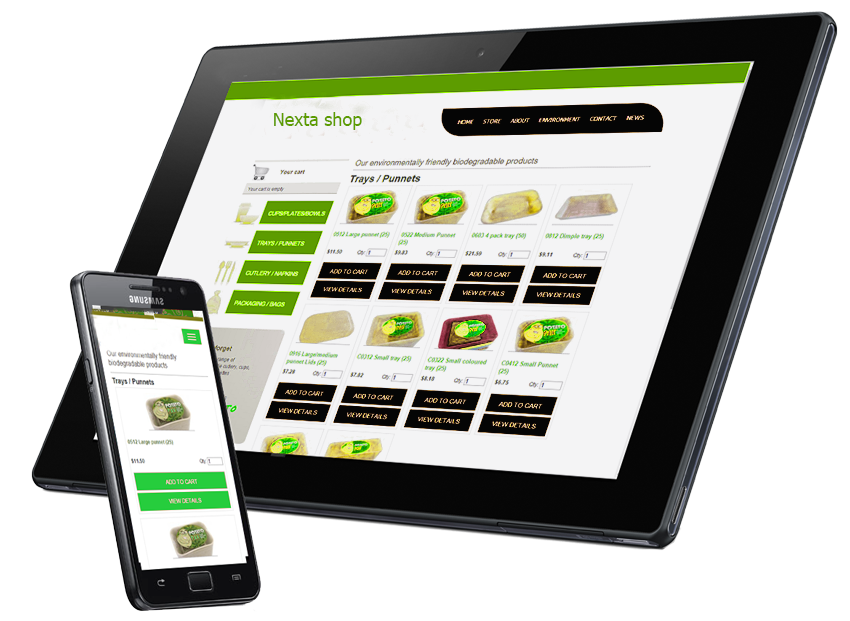 Nexta shop
HOME STORE ABOUT ENVIRONMENT CONTACT NEWS
Our environmentally friendly biodegradable products
Your cart
Your cart is empty
Trays / Punnets
CUPS/PLATES/BOWLS
TRAYS / PUNNETS
CUTLERY / NAPKINS
PACKAGING / BAGS
0512 Large punnet (25)
$11.50 Qty: 1
ADD TO CART
VIEW DETAILS
0522 Medium Punnet
(25)
$9.83 Qty: 1
ADD TO CART
VIEW DETAILS
0603 4 pack tray (50)
$21.59 Qty: 1
ADD TO CART
VIEW DETAILS
0612 Dimple tray (25)
$9.11 Qty: 1
ADD TO CART
VIEW DETAILS
Large/medium
punnet Lids (25)
$7.28 Qty: 1
ADD TO CART
VIEW DETAILS
C0312 Small tray (25)
$7.82 Qty: 1
ADD TO CART
VIEW DETAILS
C0322 Small coloured
tray (25)
$8.10 Qty: 1
ADD TO CART
VIEW DETAILS
C0412 Small Punnet
(25)
$6.75 Qty: 1
ADD TO CART
VIEW DETAILS
SAMSUNG
Our environmentally friendly
biodegradable products
Trays / Punnets
0512 Large punnet (25)
$11.50 Qty: 1
ADD TO CART
VIEW DETAILS